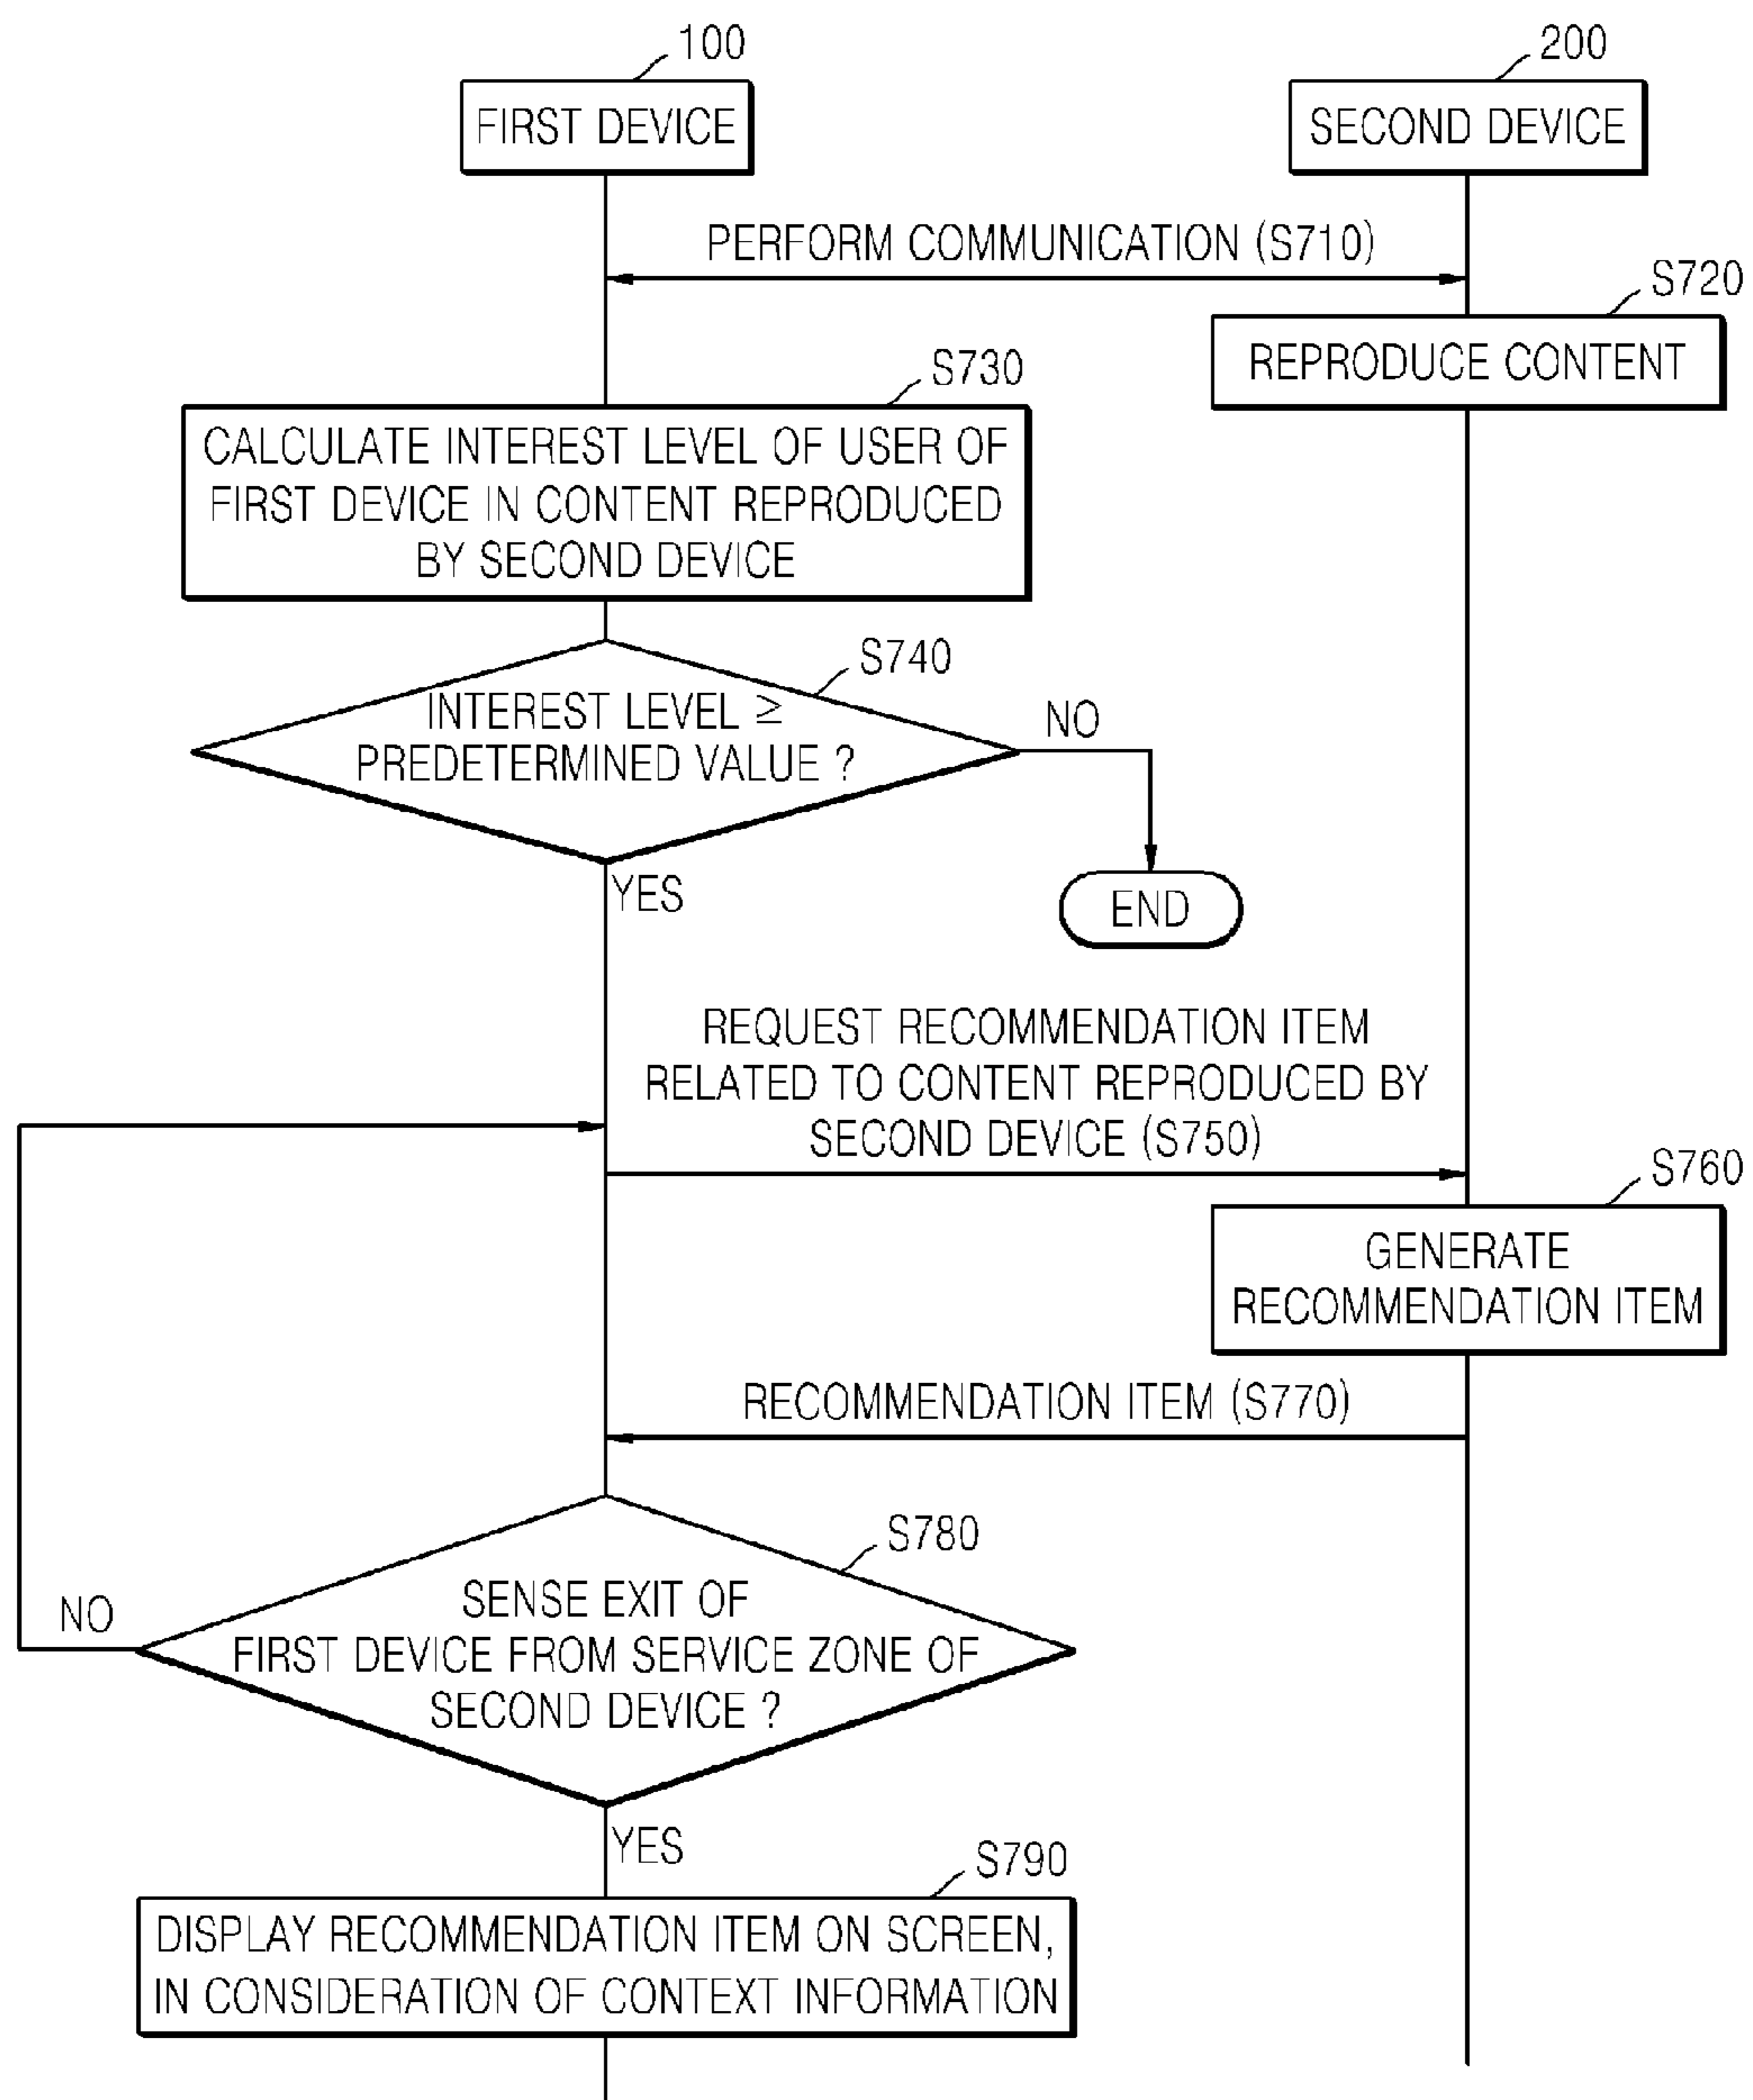 100
200
FIRST DEVICE
SECOND DEVICE
PERFORM COMMUNICATION (S710)
S720
REPRODUCE CONTENT
S730
CALCULATE INTEREST LEVEL OF USER OF
FIRST DEVICE IN CONTENT REPRODUCED
BY SECOND DEVICE
S740
INTEREST LEVEL ≥
PREDETERMINED VALUE ?
NO
YES
END
REQUEST RECOMMENDATION ITEM
RELATED TO CONTENT REPRODUCED BY
SECOND DEVICE (S750)
S760
GENERATE
RECOMMENDATION ITEM
RECOMMENDATION ITEM (S770)
S780
SENSE EXIT OF
FIRST DEVICE FROM SERVICE ZONE OF
SECOND DEVICE ?
NO
YES
S790
DISPLAY RECOMMENDATION ITEM ON SCREEN,
IN CONSIDERATION OF CONTEXT INFORMATION